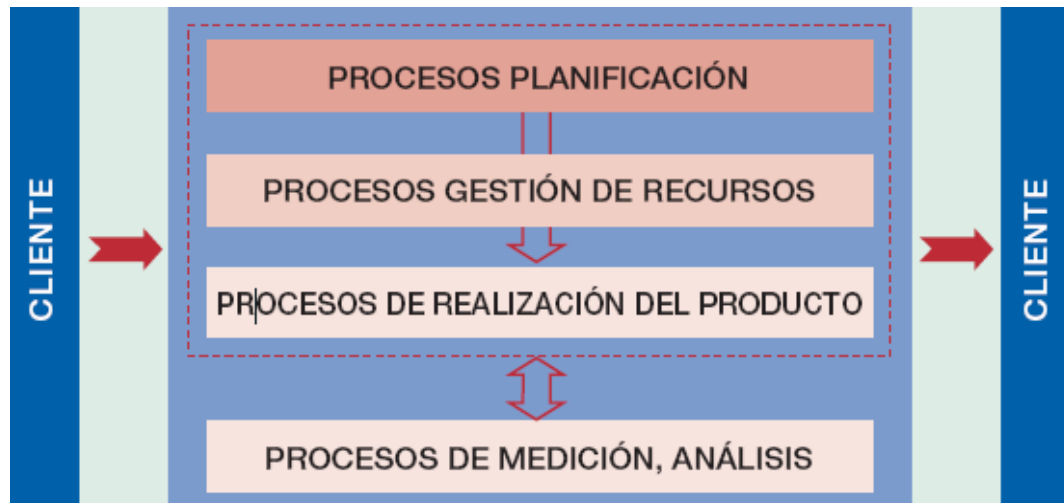 CLIENTE
PROCESOS PLANIFICACIÓN
PROCESOS GESTIÓN DE RECURSOS
PROCESOS DE REALIZACIÓN DEL PRODUCTO
PROCESOS DE MEDICIÓN, ANÁLISIS
CLIENTE